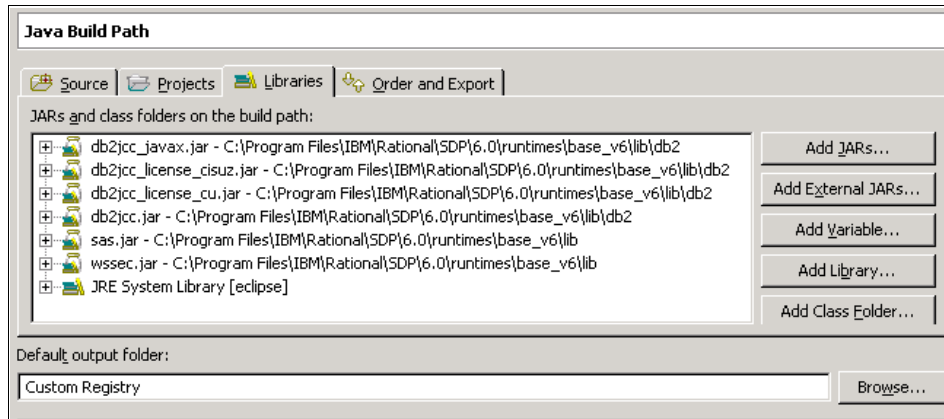 Java Build Path
Source Projects Libraries Order and Export
JARs and class folders on the build path:
db2jcc_javax.jar - C:\Program Files\IBM\Rational\SDP\6.0\runtimes\base_v6\lib\db2
Add JARs...
db2jcc_license_cisuz.jar - C:\Program Files\IBM\Rational\SDP\6.0\runtimes\base_v6\lib\db2
db2jcc_license_cu.jar - C:\Program Files\IBM\Rational\SDP\6.0\runtimes\base_v6\lib\db2
Add External JARs...
db2jcc.jar - C:\Program Files\IBM\Rational\SDP\6.0\runtimes\base_v6\lib\db2
Add Variable...
sas.jar - C:\Program Files\IBM\Rational\SDP\6.0\runtimes\base_v6\lib
wssec.jar - C:\Program Files\IBM\Rational\SDP\6.0\runtimes\base_v6\lib
Add Library...
JRE System Library [eclipse]
Add Class Folder...
Default output folder:
Custom Registry
Browse...